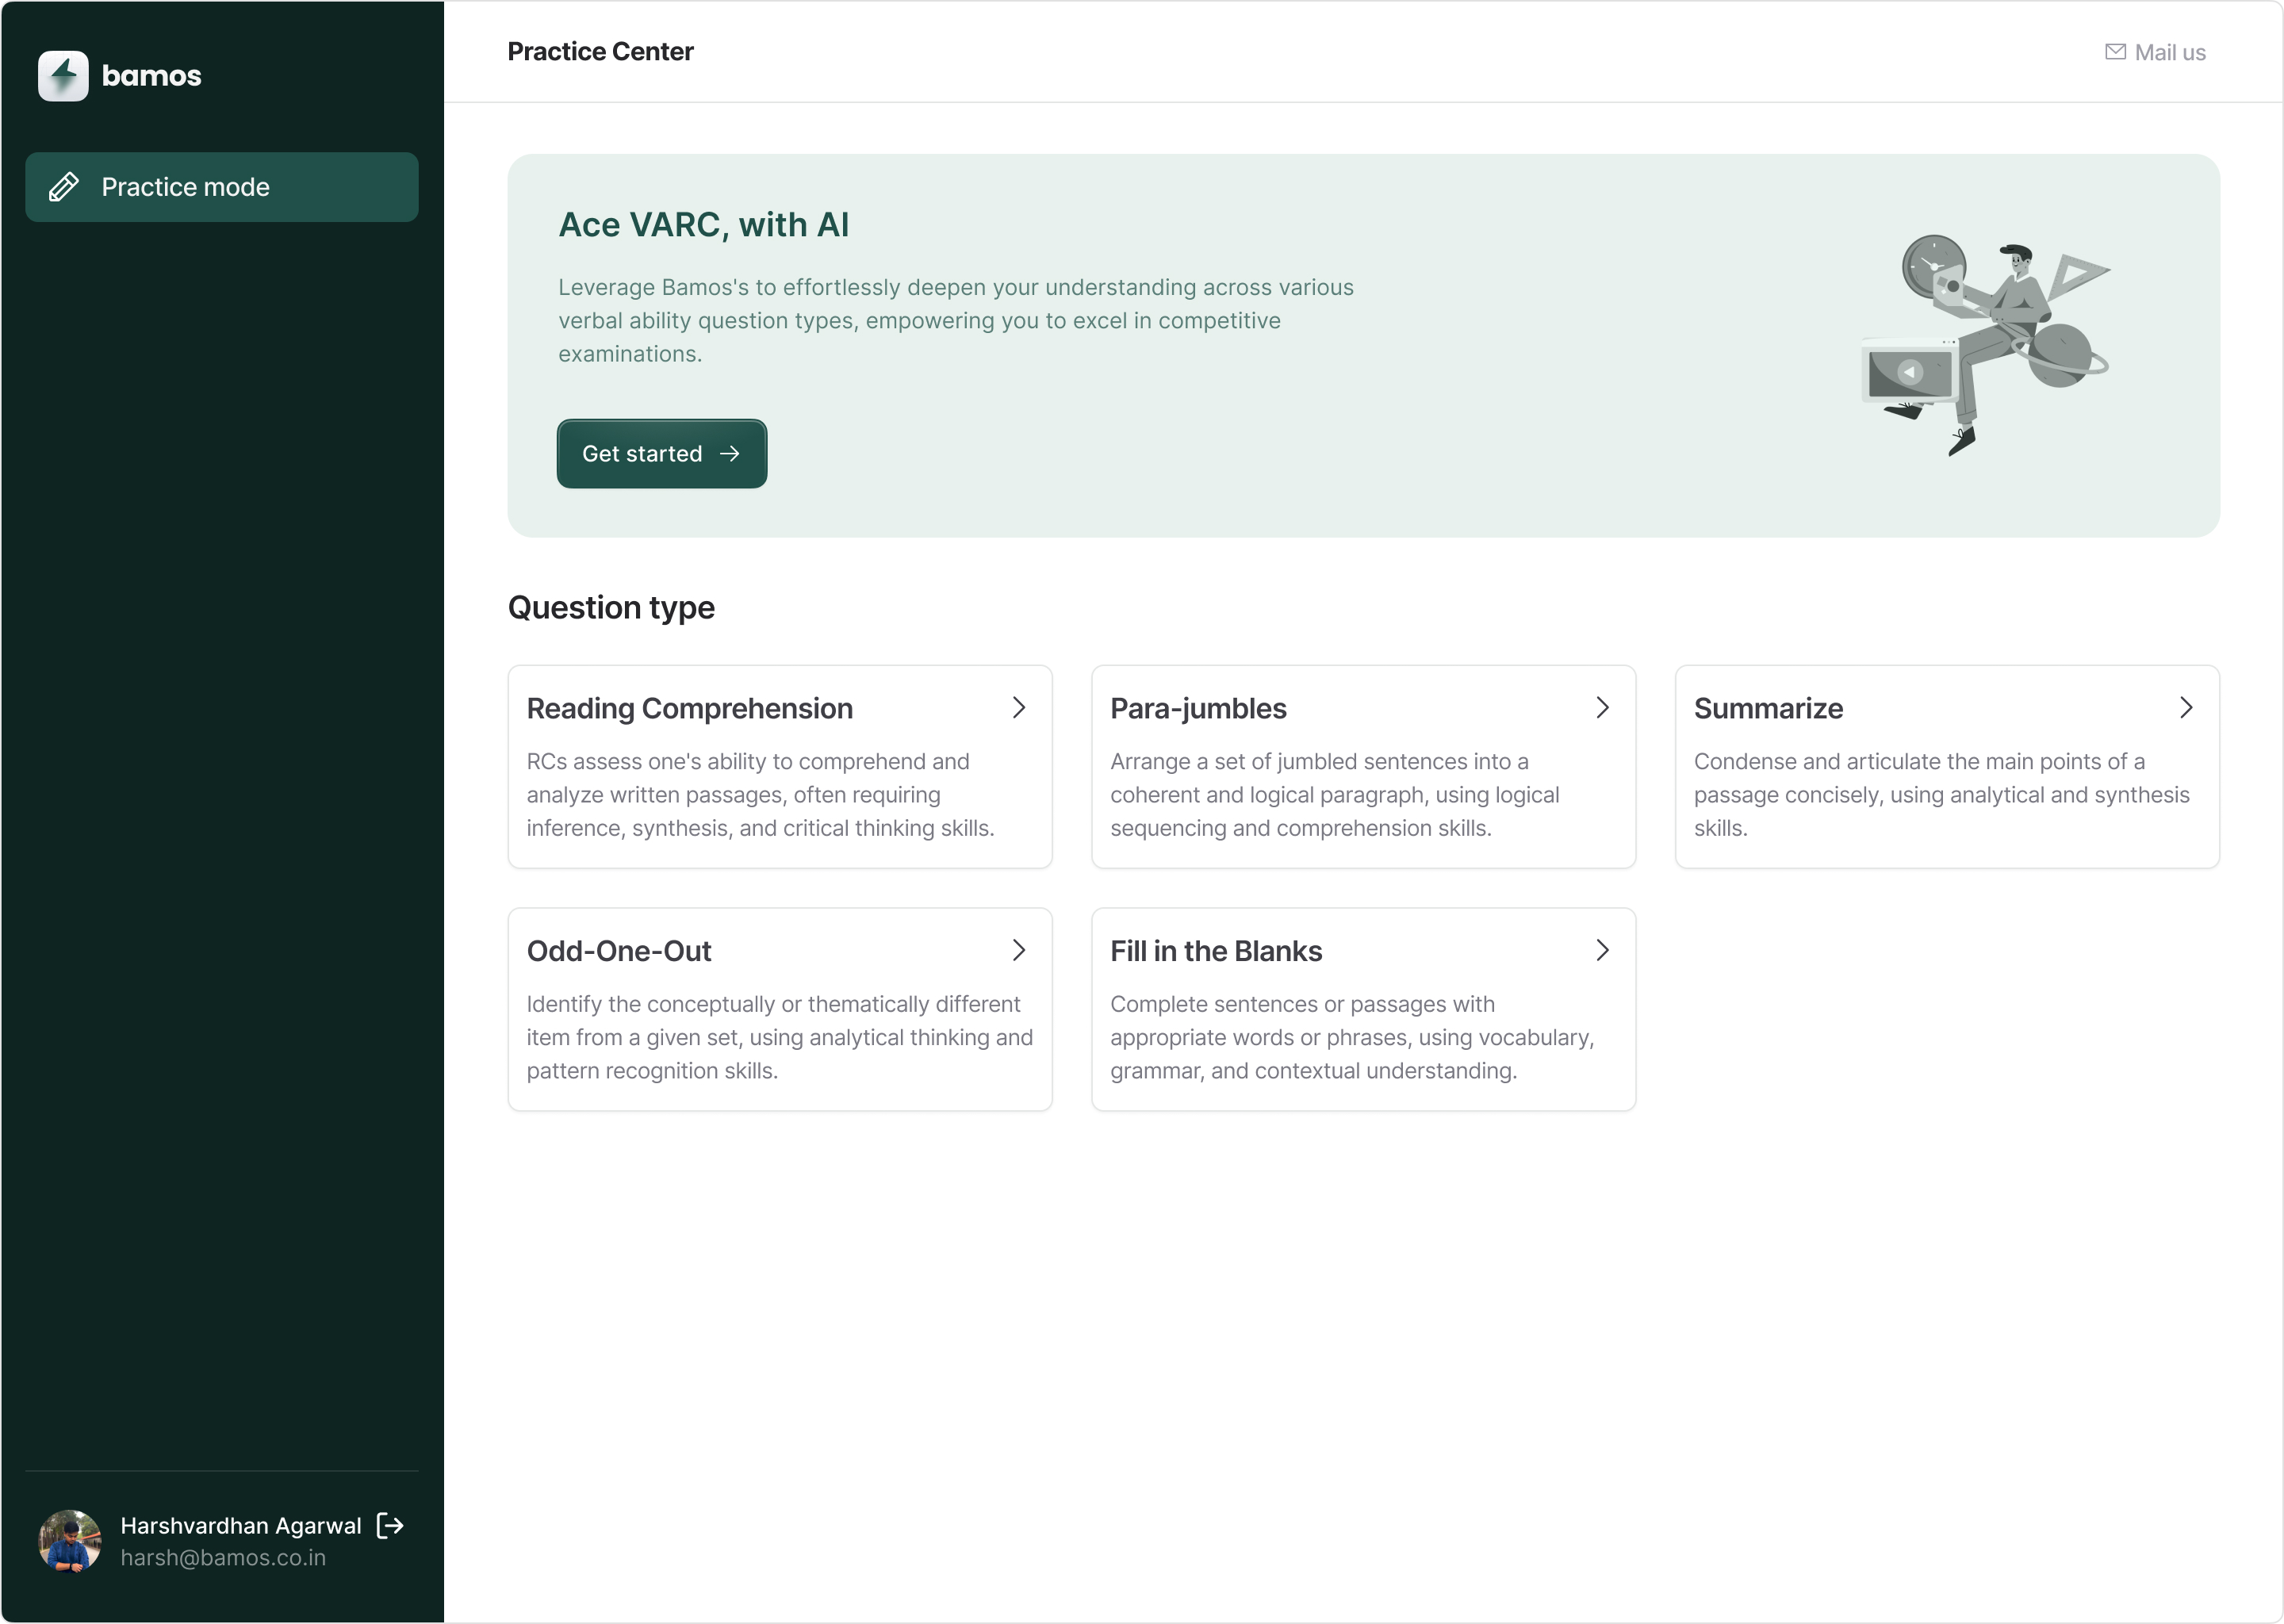 bamos
Practice mode
Harshvardhan Agarwal
harsh@bamos.co.in
Practice Center
Mail us
Ace VARC, with AI
Leverage Bamos's to effortlessly deepen your understanding across various
verbal ability question types, empowering you to excel in competitive
examinations.
Get started
Question type
Reading Comprehension
RCs assess one's ability to comprehend and
analyze written passages, often requiring
inference, synthesis, and critical thinking skills.
Para-jumbles
Arrange a set of jumbled sentences into a
coherent and logical paragraph, using logical
sequencing and comprehension skills.
Summarize
Condense and articulate the main points of a
passage concisely, using analytical and synthesis
skills.
Odd-One-Out
Identify the conceptually or thematically different
item from a given set, using analytical thinking and
pattern recognition skills.
Fill in the Blanks
Complete sentences or passages with
appropriate words or phrases, using vocabulary,
grammar, and contextual understanding.